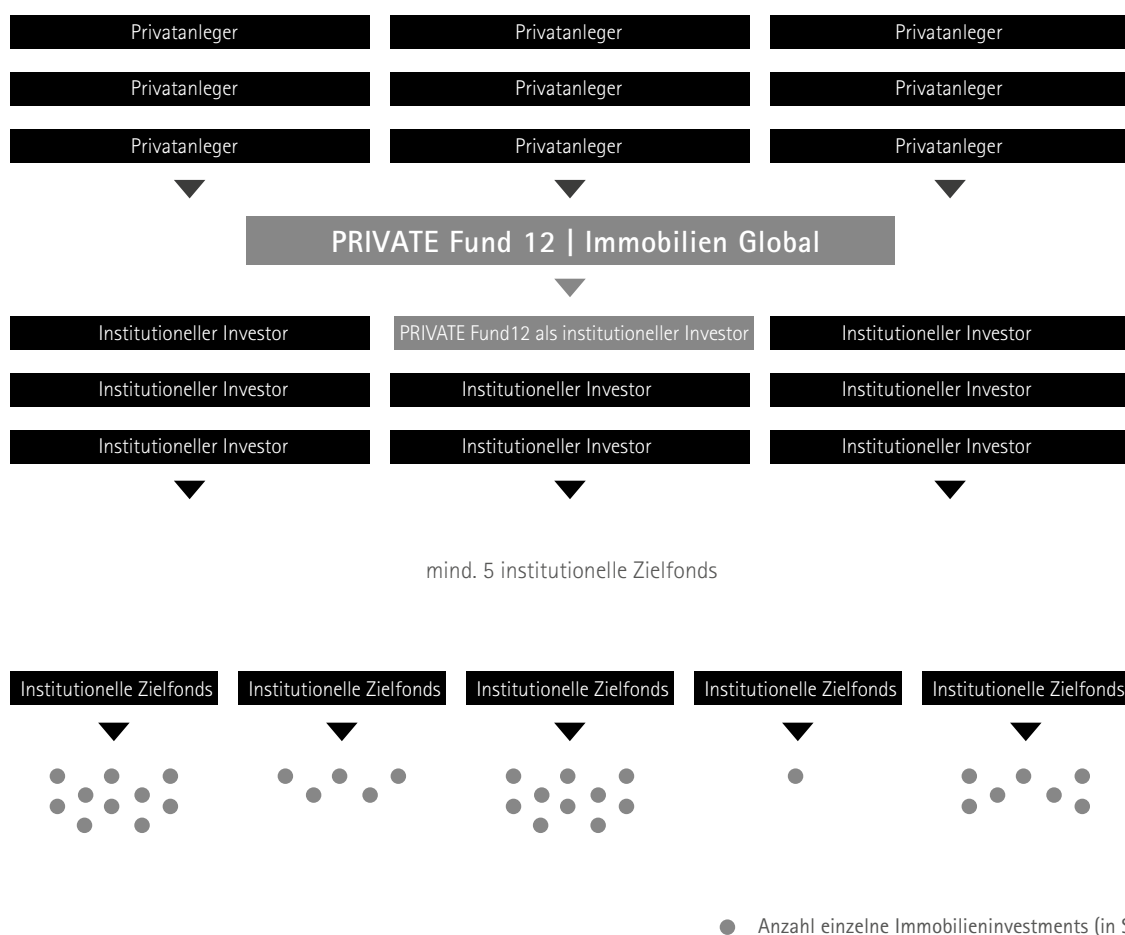 Privatanleger Privatanleger Privatanleger
Privatanleger Privatanleger Privatanleger
Privatanleger Privatanleger Privatanleger
PRIVATE Fund 12 | Immobilien Global
Institutioneller Investor PRIVATE Fund12 als institutioneller Investor Institutioneller Investor
Institutioneller Investor Institutioneller Investor Institutioneller Investor
Institutioneller Investor Institutioneller Investor Institutioneller Investor
mind. 5 institutionelle Zielfonds
Institutionelle Zielfonds Institutionelle Zielfonds Institutionelle Zielfonds Institutionelle Zielfonds Institutionelle Zielfonds
Anzahl einzelne Immobilieninvestments (in